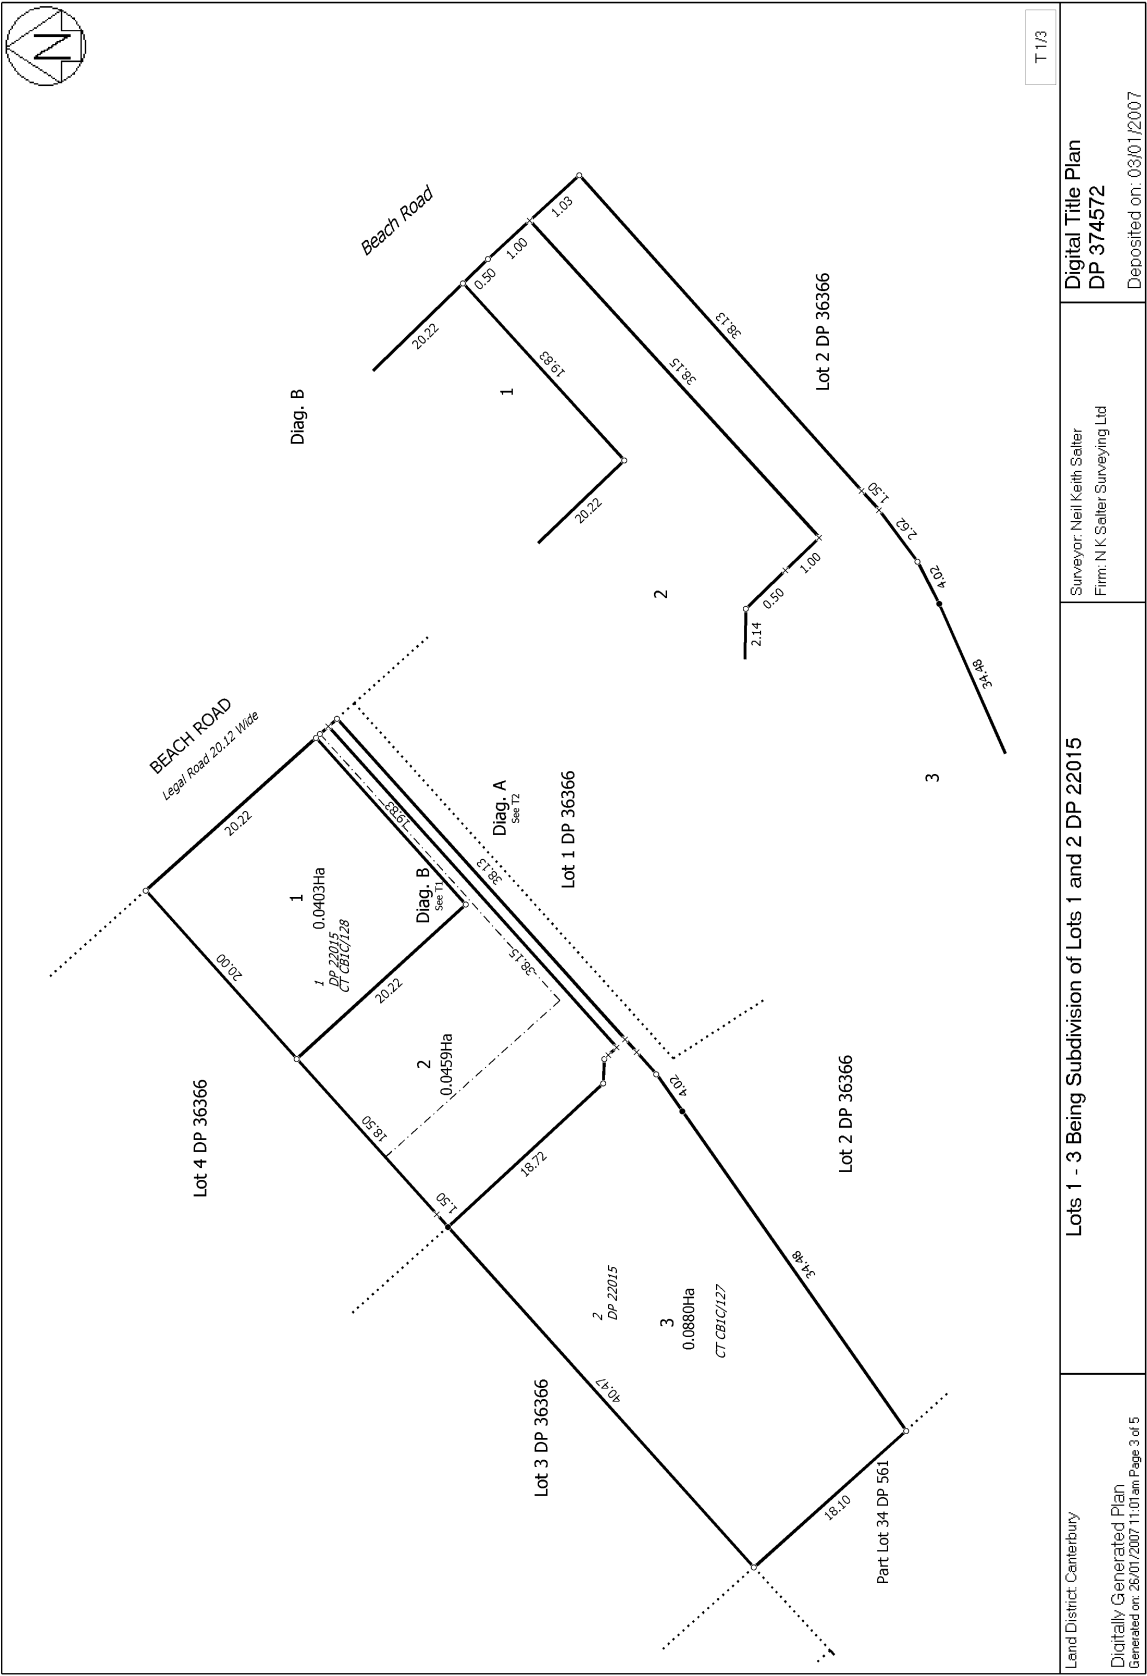 N
T 1/3
BEACH ROAD
Legal Road 20.12 Wide
20.22
20.00
1
0.0403Ha
1
DP 22015
CT CB1C/128
19.83
20.22
Diag. B
See T1
38.13
38.15
Diag. A
See T2
Lot 1 DP 36366
Lot 4 DP 36366
18.50
2
0.0459Ha
1.50
18.72
4.02
Lot 2 DP 36366
34.48
2
DP 22015
3
0.0880Ha
CT CB1C/127
40.47
Lot 3 DP 36366
18.10
Part Lot 34 DP 561
Diag. B
Beach Road
20.22
0.50
1.00
1.03
19.83
1
20.22
38.15
38.13
Lot 2 DP 36366
2
2.14
0.50
1.00
1.50
2.62
4.02
34.48
3
Land District: Canterbury
Digitally Generated Plan
Generated on: 26/01/2007 11:01am Page 3 of 5
Lots 1 - 3 Being Subdivision of Lots 1 and 2 DP 22015
Surveyor: Neil Keith Salter
Firm: N K Salter Surveying Ltd
Digital Title Plan
DP 374572
Deposited on: 03/01/2007